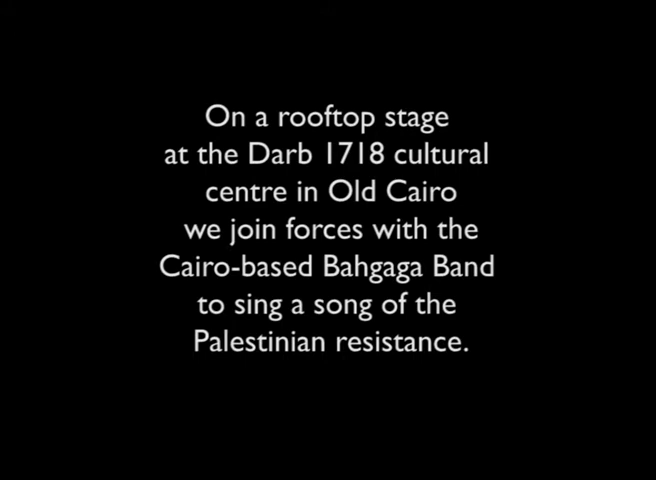 On a rooftop stage
at the Darb 1718 cultural
centre in Old Cairo
we join forces with the
Cairo-based Bahgaga Band
to sing a song of the
Palestinian resistance.